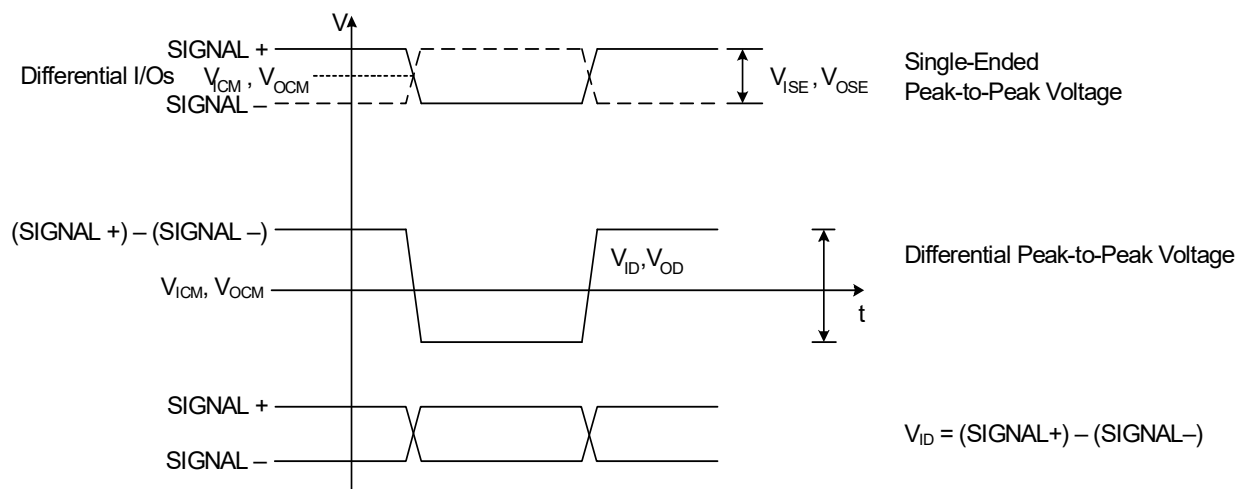 V
SIGNAL +
Differential I/Os V_ICM , V_OCM
SIGNAL –
V_ISE , V_OSE
Single-Ended
Peak-to-Peak Voltage
(SIGNAL +) – (SIGNAL –)
V_ID, V_OD
Differential Peak-to-Peak Voltage
V_ICM, V_OCM
t
SIGNAL +
SIGNAL –
V_ID = (SIGNAL+) – (SIGNAL–)